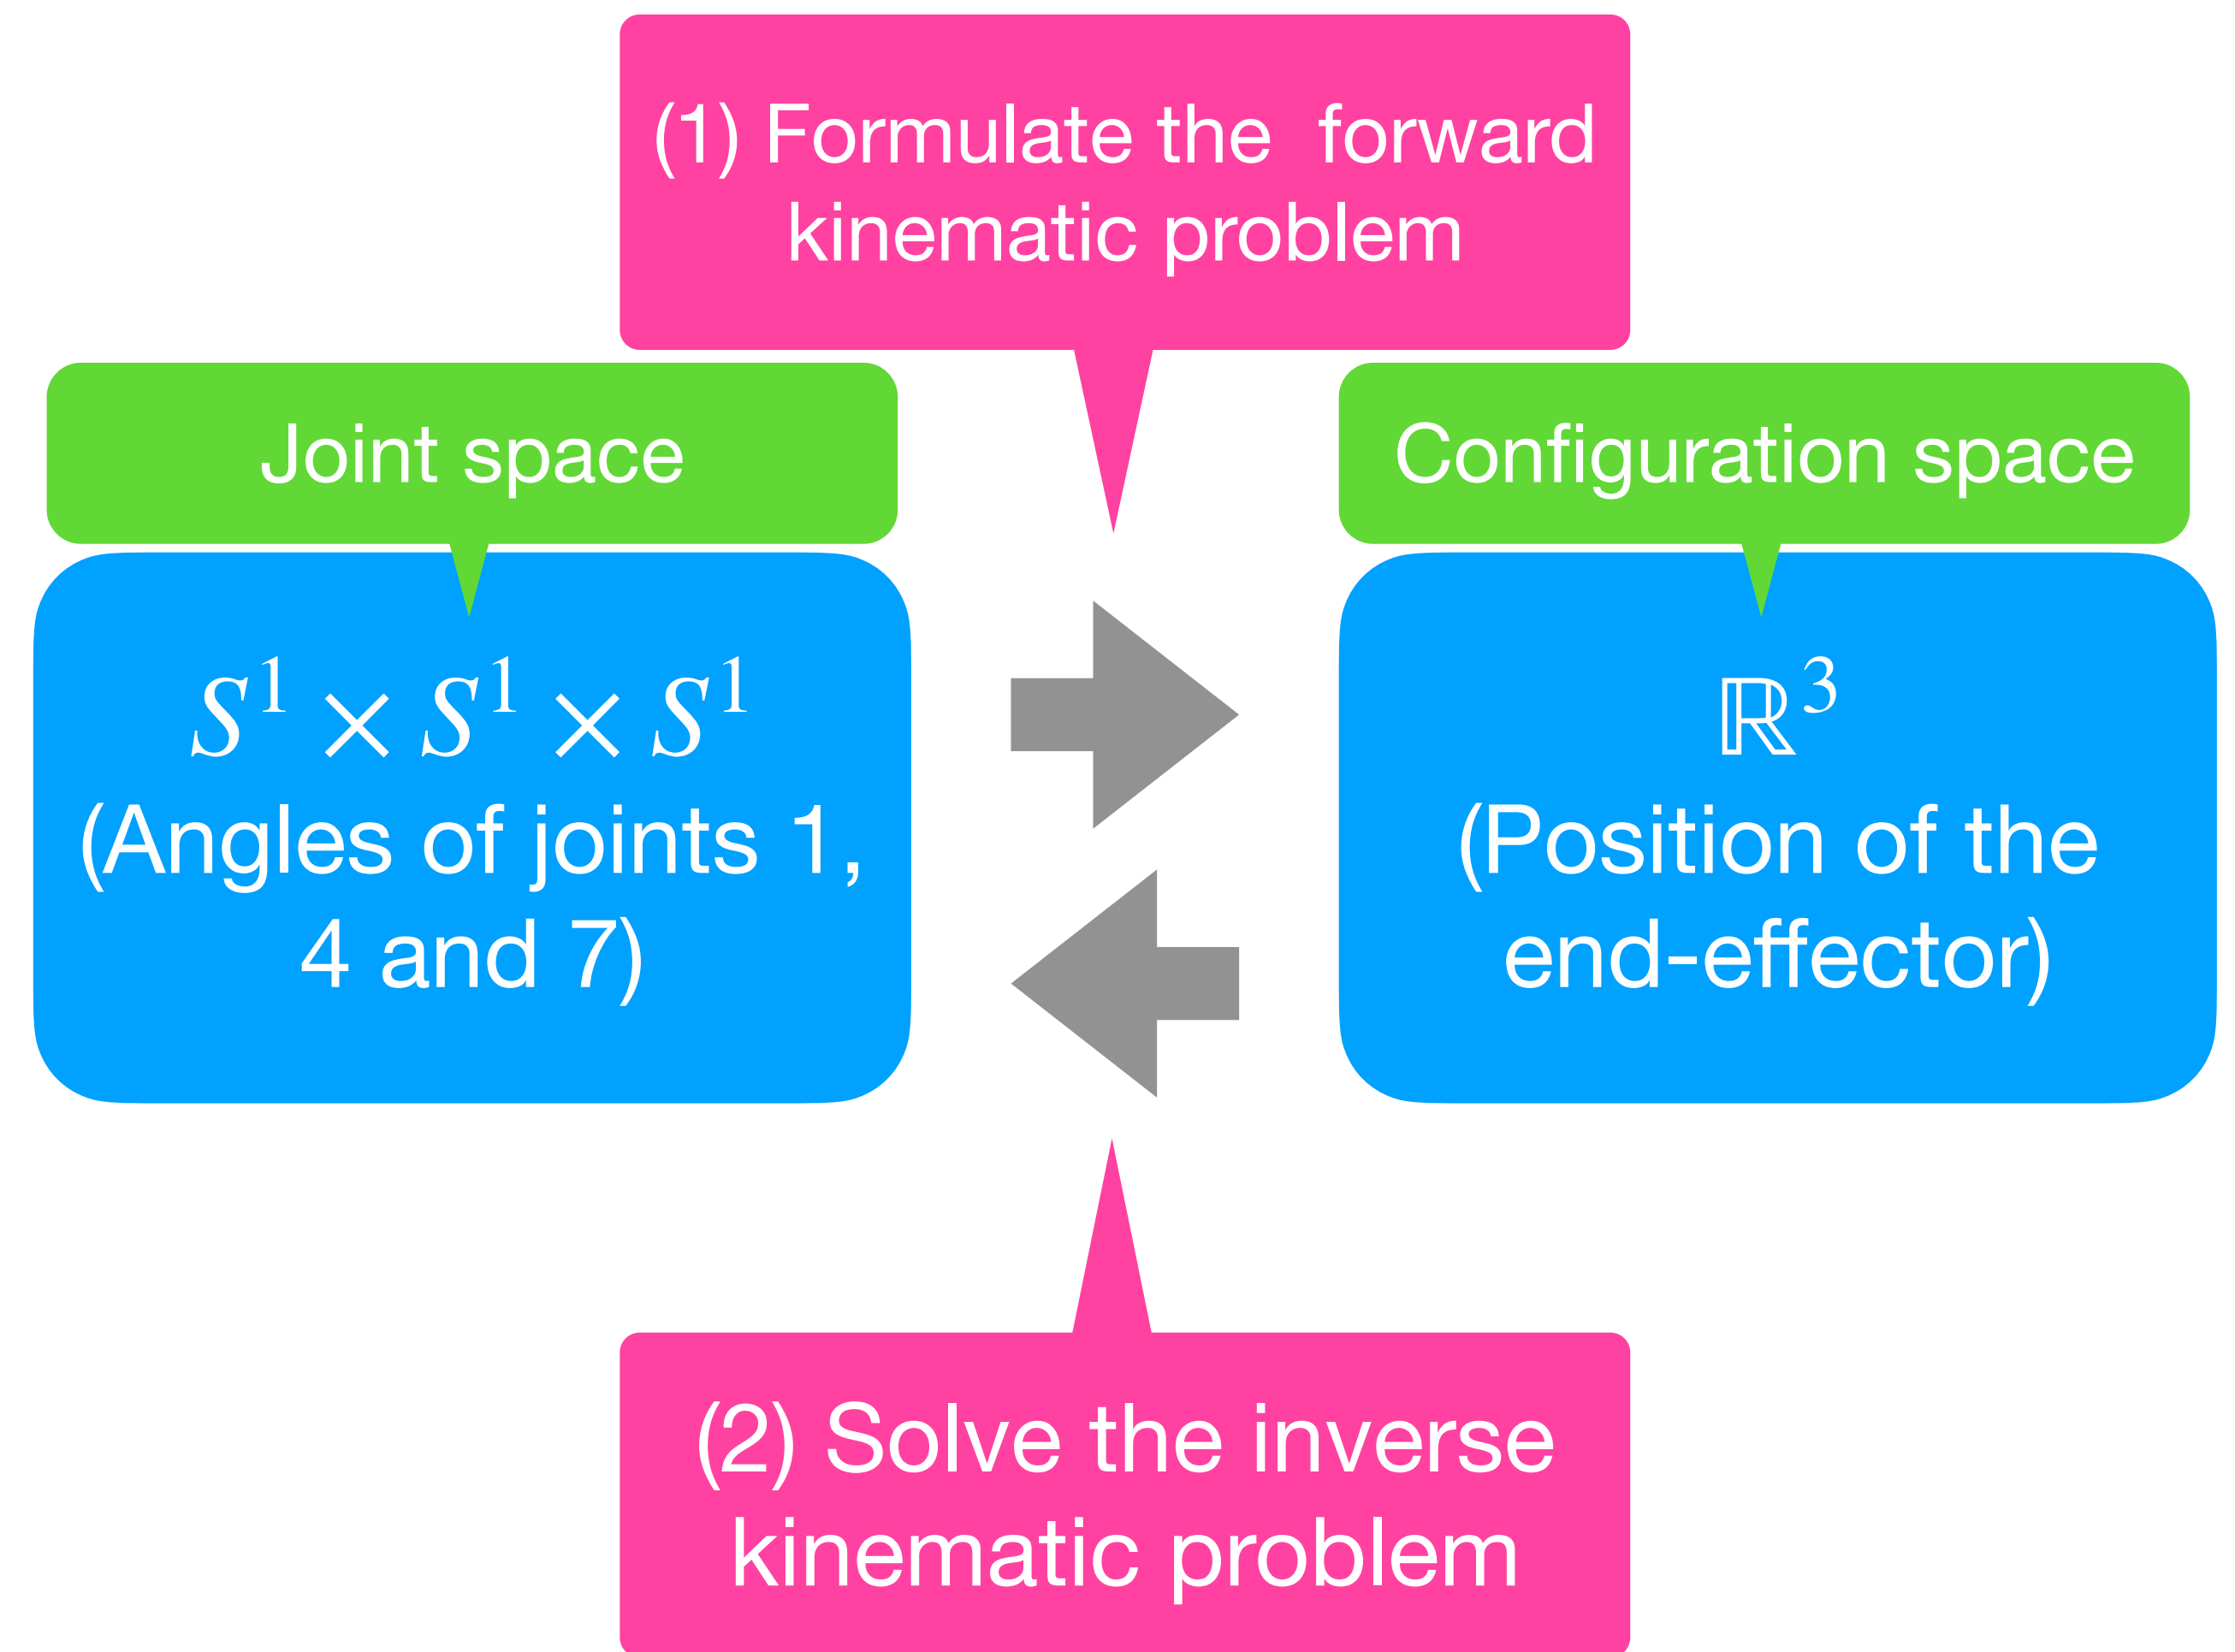 (1) Formulate the forward
kinematic problem
Joint space
Configuration space
S¹ × S¹ × S¹
(Angles of joints 1,
4 and 7)
ℝ³
(Position of the
end-effector)
(2) Solve the inverse
kinematic problem